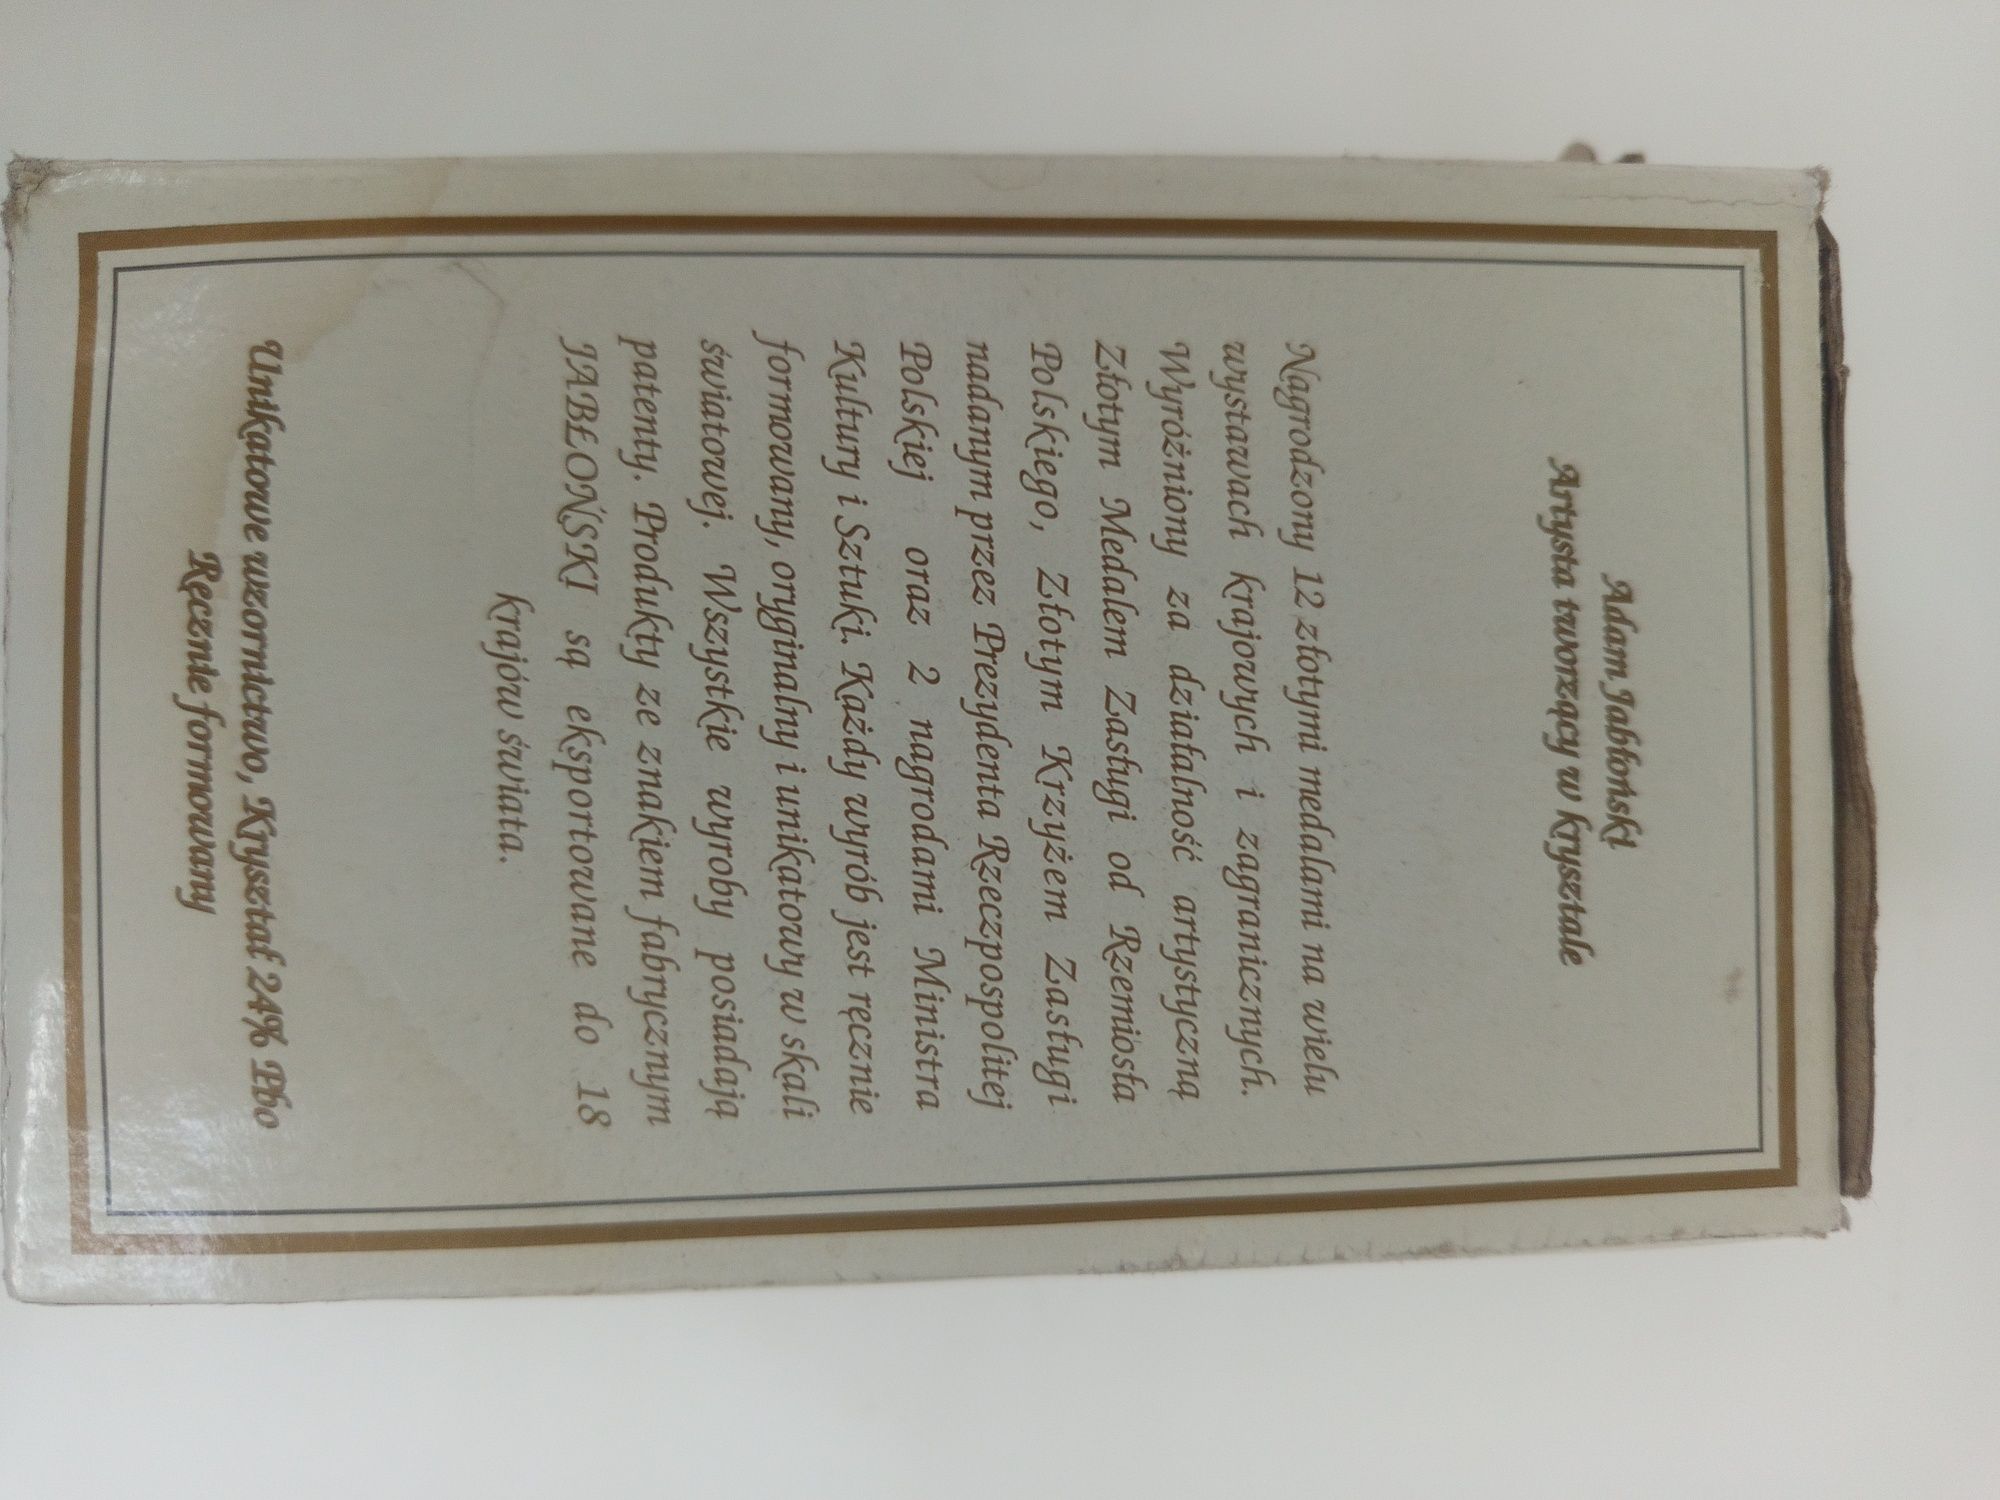 Adam Jabłoński
Artysta tworzący w krysztale
Nagrodzony 12 złotymi medalami na wielu
wystawach krajowych i zagranicznych.
Wyróżniony za działalność artystyczną
Złotym Medalem Zasługi od Rzemiosła
Polskiego, Złotym Krzyżem Zasługi
nadanym przez Prezydenta Rzeczpospolitej
Polskiej oraz 2 nagrodami Ministra
Kultury i Sztuki. Każdy wyrób jest ręcznie
formowany, oryginalny i unikatowy w skali
światowej. Wszystkie wyroby posiadają
patenty. Produkty ze znakiem fabrycznym
JABŁOŃSKI są eksportowane do 18
krajów świata.
Unikatowe wzornictwo, Kryształ 24% Pbo
Ręcznie formowany